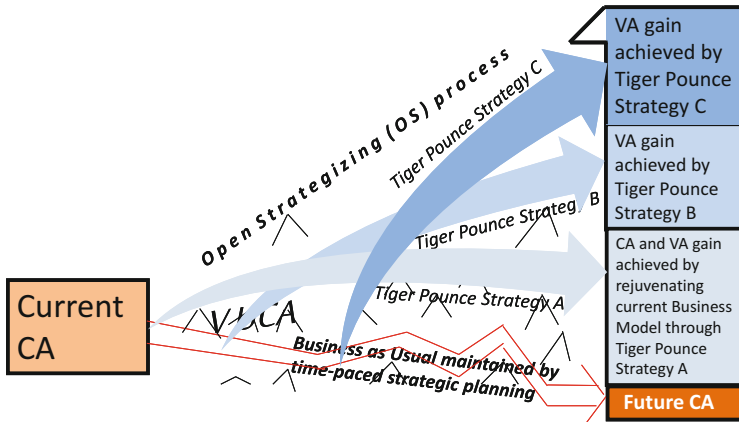 Open Strategizing (OS) process
Tiger Pounce Strategy C
Tiger Pounce Strategy B
Tiger Pounce Strategy A
Current
CA
VUCA
Business as Usual maintained by
time-paced strategic planning
VA gain
achieved by
Tiger Pounce
Strategy C
VA gain
achieved by
Tiger Pounce
Strategy B
CA and VA gain
achieved by
rejuvenating
current Business
Model through
Tiger Pounce
Strategy A
Future CA